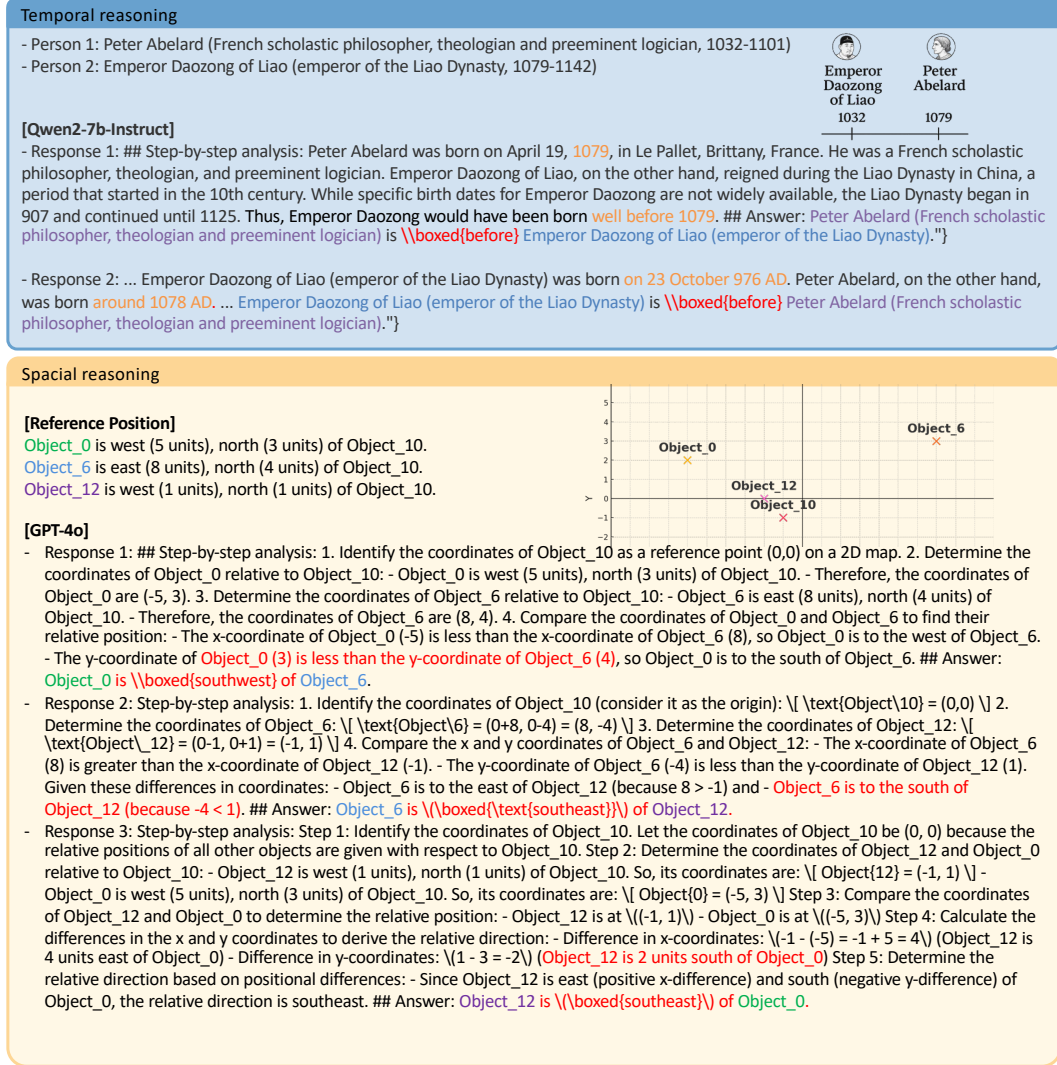 Temporal reasoning
- Person 1: Peter Abelard (French scholastic philosopher, theologian and preeminent logician, 1032-1101)
- Person 2: Emperor Daozong of Liao (emperor of the Liao Dynasty, 1079-1142)
Emperor
Daozong
of Liao
1032
Peter
Abelard
1079
[Qwen2-7b-Instruct]
- Response 1: ## Step-by-step analysis: Peter Abelard was born on April 19, 1079, in Le Pallet, Brittany, France. He was a French scholastic
philosopher, theologian, and preeminent logician. Emperor Daozong of Liao, on the other hand, reigned during the Liao Dynasty in China, a
period that started in the 10th century. While specific birth dates for Emperor Daozong are not widely available, the Liao Dynasty began in
907 and continued until 1125. Thus, Emperor Daozong would have been born well before 1079. ## Answer: Peter Abelard (French scholastic
philosopher, theologian and preeminent logician) is \\boxed{before} Emperor Daozong of Liao (emperor of the Liao Dynasty)."}
- Response 2: ... Emperor Daozong of Liao (emperor of the Liao Dynasty) was born on 23 October 976 AD. Peter Abelard, on the other hand,
was born around 1078 AD. ... Emperor Daozong of Liao (emperor of the Liao Dynasty) is \\boxed{before} Peter Abelard (French scholastic
philosopher, theologian and preeminent logician)."}
Spacial reasoning
[Reference Position]
Object_0 is west (5 units), north (3 units) of Object_10.
Object_6 is east (8 units), north (4 units) of Object_10.
Object_12 is west (1 units), north (1 units) of Object_10.
5
4
3
2
1
0
−1
−2
Y
Object_0
Object_6
Object_12
Object_10
[GPT-4o]
- Response 1: ## Step-by-step analysis: 1. Identify the coordinates of Object_10 as a reference point (0,0) on a 2D map. 2. Determine the
coordinates of Object_0 relative to Object_10: - Object_0 is west (5 units), north (3 units) of Object_10. - Therefore, the coordinates of
Object_0 are (-5, 3). 3. Determine the coordinates of Object_6 relative to Object_10: - Object_6 is east (8 units), north (4 units) of
Object_10. - Therefore, the coordinates of Object_6 are (8, 4). 4. Compare the coordinates of Object_0 and Object_6 to find their
relative position: - The x-coordinate of Object_0 (-5) is less than the x-coordinate of Object_6 (8), so Object_0 is to the west of Object_6.
- The y-coordinate of Object_0 (3) is less than the y-coordinate of Object_6 (4), so Object_0 is to the south of Object_6. ## Answer:
Object_0 is \\boxed{southwest} of Object_6.
- Response 2: Step-by-step analysis: 1. Identify the coordinates of Object_10 (consider it as the origin): \[ \text{Object\10} = (0,0) \] 2.
Determine the coordinates of Object_6: \[ \text{Object\6} = (0+8, 0-4) = (8, -4) \] 3. Determine the coordinates of Object_12: \[
\text{Object\_12} = (0-1, 0+1) = (-1, 1) \] 4. Compare the x and y coordinates of Object_6 and Object_12: - The x-coordinate of Object_6
(8) is greater than the x-coordinate of Object_12 (-1). - The y-coordinate of Object_6 (-4) is less than the y-coordinate of Object_12 (1).
Given these differences in coordinates: - Object_6 is to the east of Object_12 (because 8 > -1) and - Object_6 is to the south of
Object_12 (because -4 < 1). ## Answer: Object_6 is \(\boxed{\text{southeast}}\) of Object_12.
- Response 3: Step-by-step analysis: Step 1: Identify the coordinates of Object_10. Let the coordinates of Object_10 be (0, 0) because the
relative positions of all other objects are given with respect to Object_10. Step 2: Determine the coordinates of Object_12 and Object_0
relative to Object_10: - Object_12 is west (1 units), north (1 units) of Object_10. So, its coordinates are: \[ Object{12} = (-1, 1) \] -
Object_0 is west (5 units), north (3 units) of Object_10. So, its coordinates are: \[ Object{0} = (-5, 3) \] Step 3: Compare the coordinates
of Object_12 and Object_0 to determine the relative position: - Object_12 is at \((-1, 1)\) - Object_0 is at \((-5, 3)\) Step 4: Calculate the
differences in the x and y coordinates to derive the relative direction: - Difference in x-coordinates: \(-1 - (-5) = -1 + 5 = 4\) (Object_12 is
4 units east of Object_0) - Difference in y-coordinates: \(1 - 3 = -2\) (Object_12 is 2 units south of Object_0) Step 5: Determine the
relative direction based on positional differences: - Since Object_12 is east (positive x-difference) and south (negative y-difference) of
Object_0, the relative direction is southeast. ## Answer: Object_12 is \(\boxed{southeast}\) of Object_0.